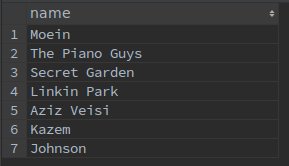 name
1 Moein
2 The Piano Guys
3 Secret Garden
4 Linkin Park
5 Aziz Veisi
6 Kazem
7 Johnson